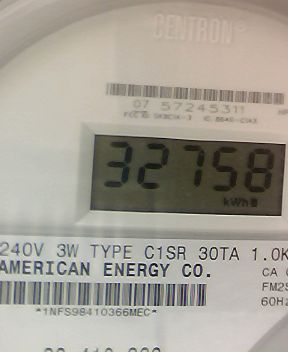 CENTRON®
07 57245311
32758
kWh
240V 3W TYPE C1SR 30TA 1.0K
AMERICAN ENERGY CO.
CA
FM2S
60Hz
*1NFS98410366MEC*